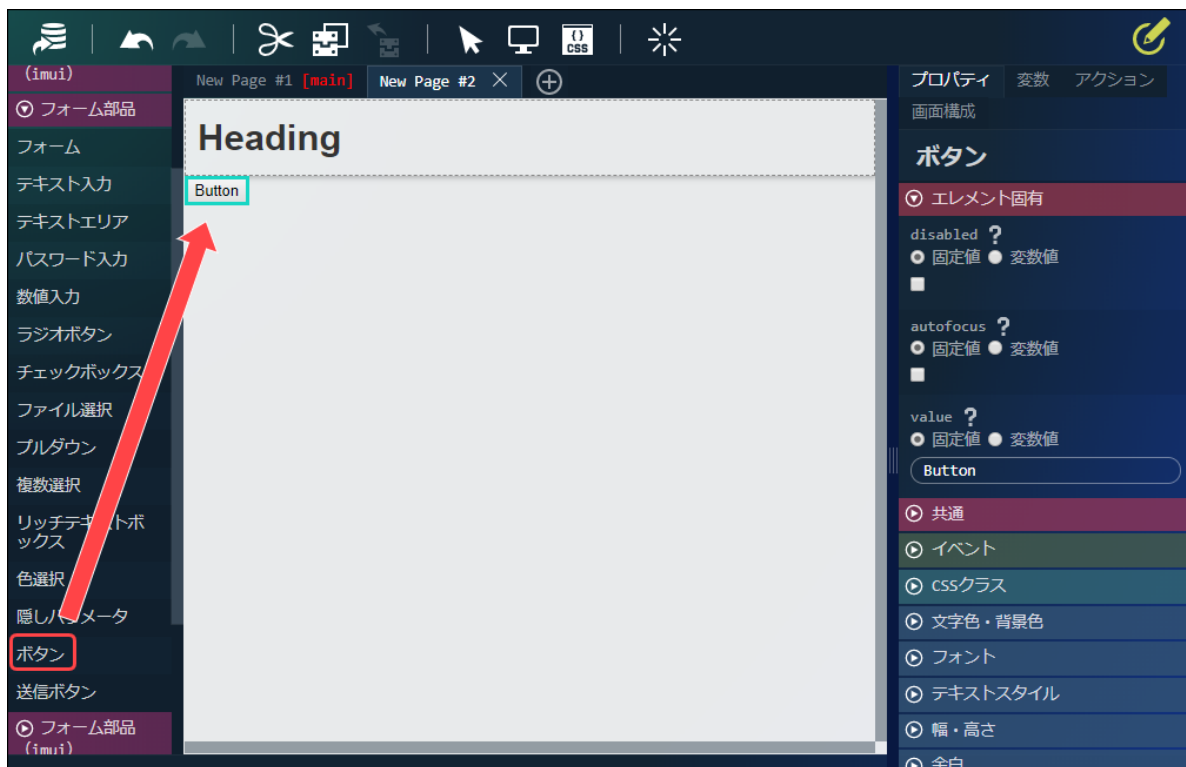 {}
CSS
(imui)
フォーム部品
フォーム
テキスト入力
テキストエリア
パスワード入力
数値入力
ラジオボタン
チェックボックス
ファイル選択
プルダウン
複数選択
リッチテキストボ
ックス
色選択
隠しパラメータ
ボタン
送信ボタン
フォーム部品
(imui)
New Page #1 [main]
New Page #2
Heading
Button
プロパティ 変数 アクション
画面構成
ボタン
エレメント固有
disabled ?
固定値 変数値
autofocus ?
固定値 変数値
value ?
固定値 変数値
Button
共通
イベント
CSSクラス
文字色・背景色
フォント
テキストスタイル
幅・高さ
余白